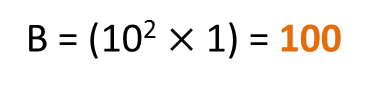 B = (10² × 1) = 100